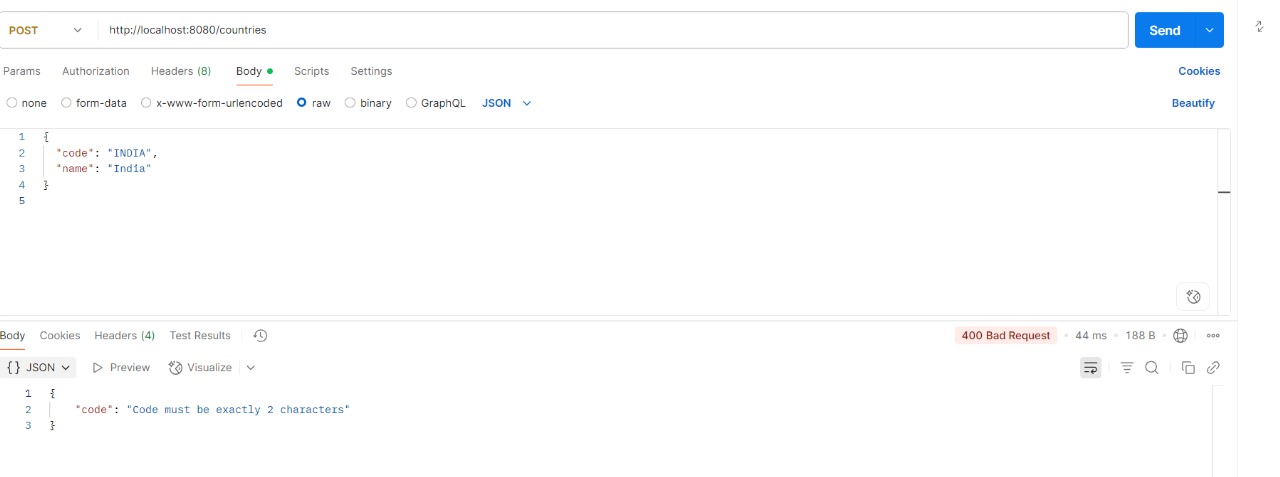 POST http://localhost:8080/countries Send
Params Authorization Headers (8) Body Scripts Settings Cookies
none form-data x-www-form-urlencoded raw binary GraphQL JSON Beautify
1 {
2 "code": "INDIA",
3 "name": "India"
4 }
5
Body Cookies Headers (4) Test Results 400 Bad Request 44 ms 188 B
{} JSON Preview Visualize
1 {
2 "code": "Code must be exactly 2 characters"
3 }